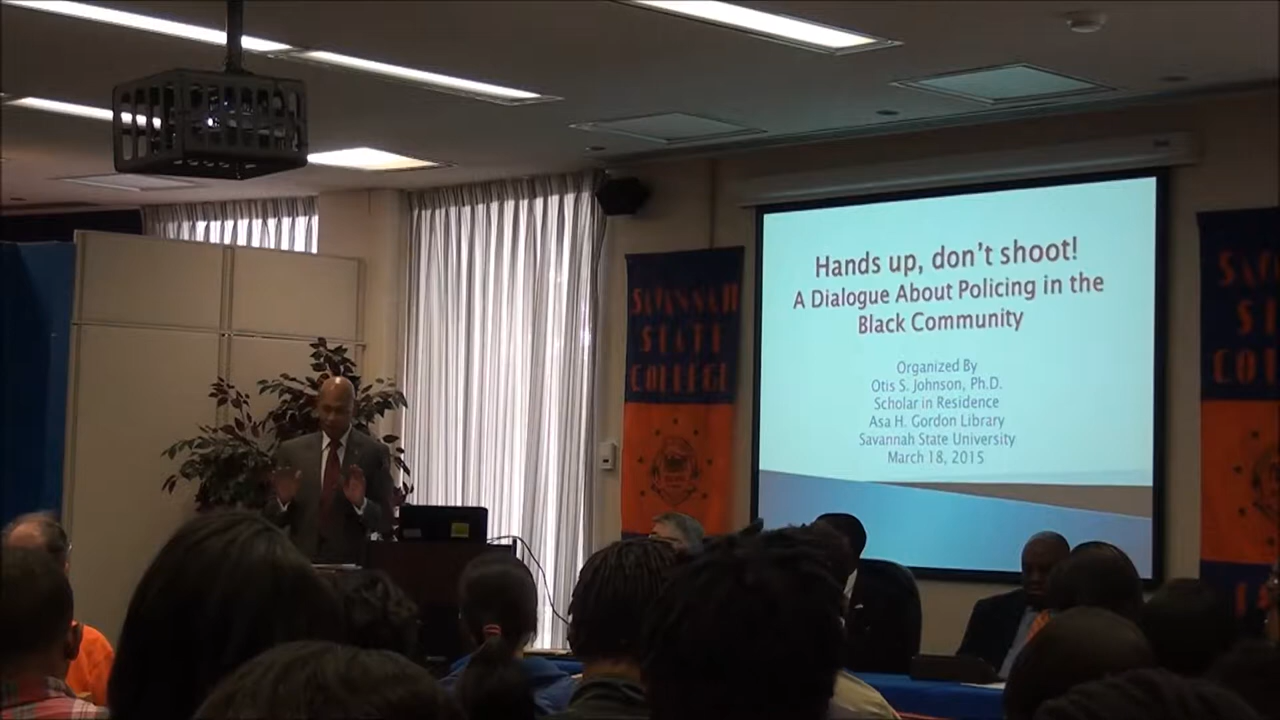 SAVANNAH
STATE
COLLEGE
Hands up, don't shoot!
A Dialogue About Policing in the
Black Community
Organized By
Otis S. Johnson, Ph.D.
Scholar in Residence
Asa H. Gordon Library
Savannah State University
March 18, 2015